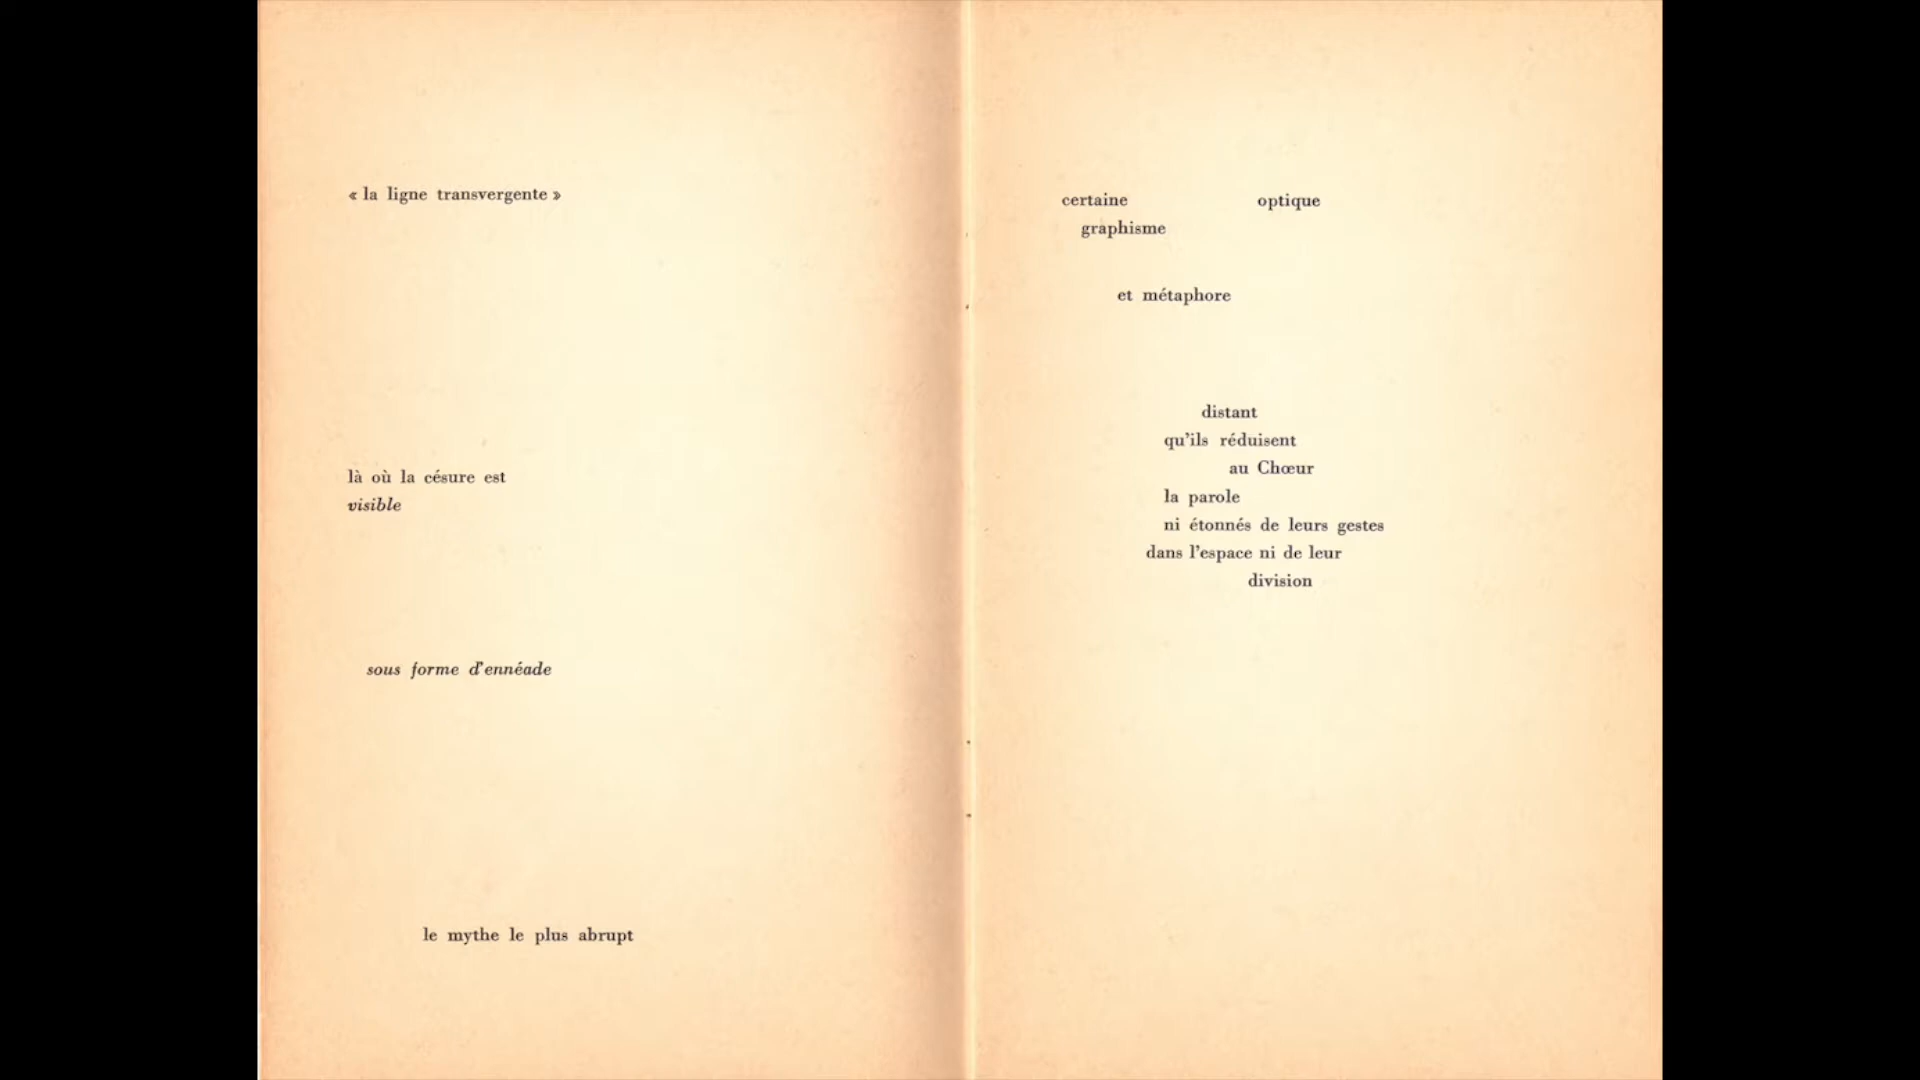 « la ligne transvergente »
là où la césure est
visible
sous forme d'ennéade
le mythe le plus abrupt
certaine optique
graphisme
et métaphore
distant
qu'ils réduisent
au Chœur
la parole
ni étonnés de leurs gestes
dans l'espace ni de leur
division